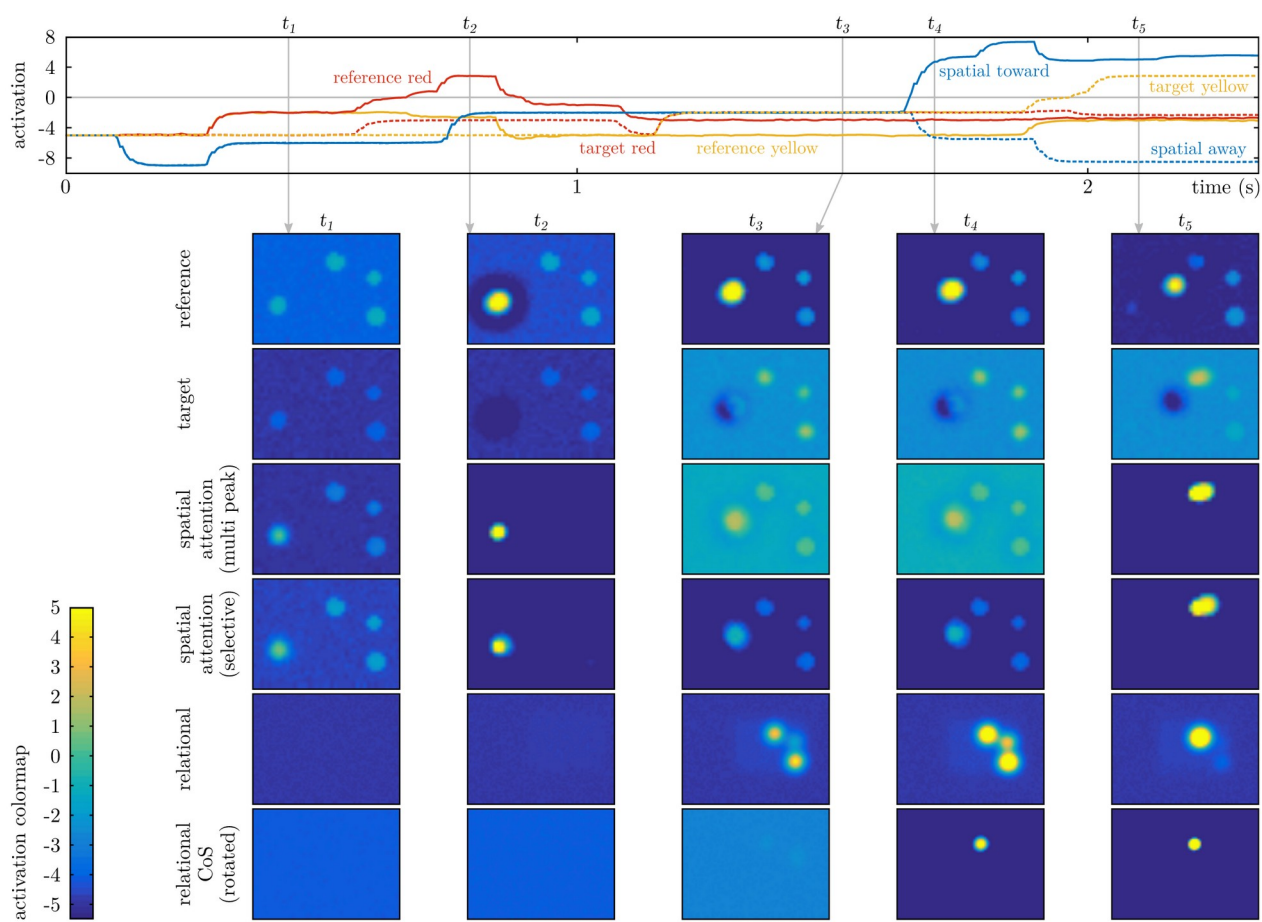 t1 t2 t3 t4 t5
8
4
0
-4
-8
activation
reference red
spatial toward
target yellow
target red
reference yellow
spatial away
0 1 2 time (s)
t1 t2 t3 t4 t5
reference
target
spatial
attention
(multi peak)
spatial
attention
(selective)
relational
relational
CoS
(rotated)
activation colormap
5
4
3
2
1
0
-1
-2
-3
-4
-5